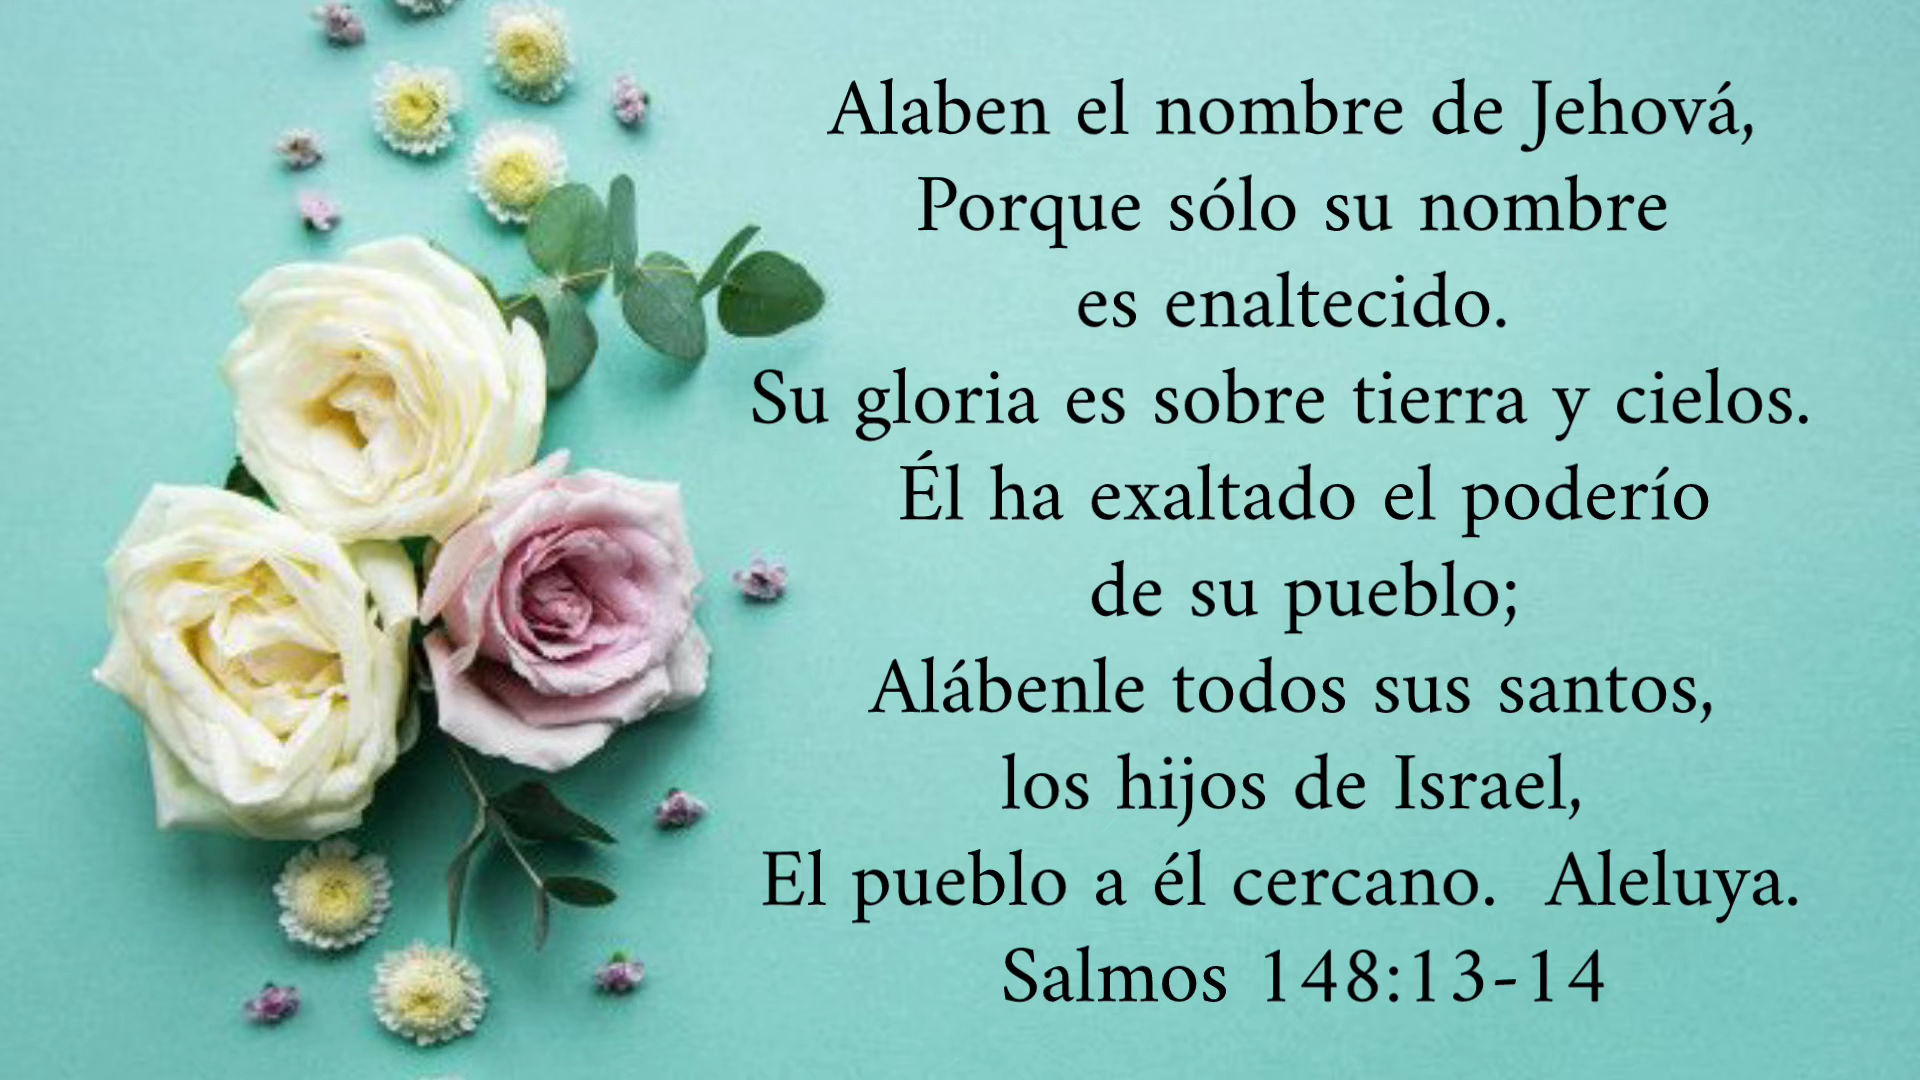 Alaben el nombre de Jehová,
Porque sólo su nombre
es enaltecido.
Su gloria es sobre tierra y cielos.
Él ha exaltado el poderío
de su pueblo;
Alábenle todos sus santos,
los hijos de Israel,
El pueblo a él cercano.  Aleluya.
Salmos 148:13-14